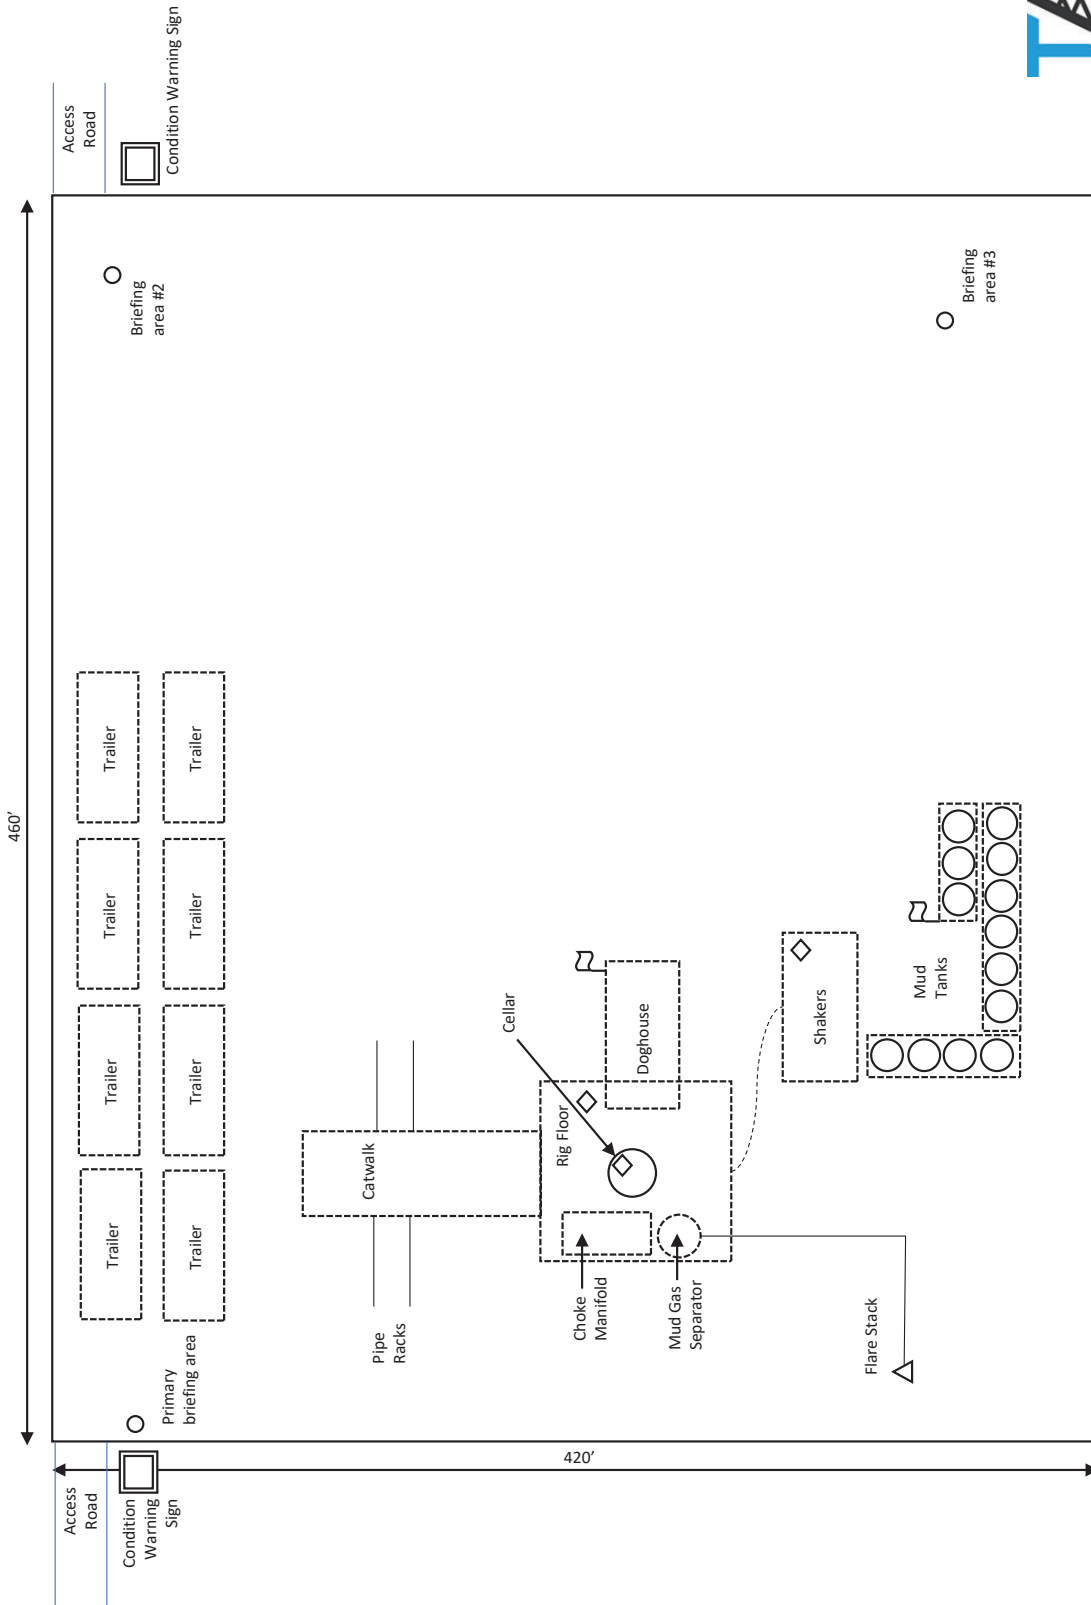 460’
Access
Road
Access
Road
Trailer
Trailer
Trailer
Trailer
Condition
Warning
Sign
Briefing
area #2
Condition Warning Sign
Primary
briefing area
Trailer
Trailer
Trailer
Trailer
Pipe
Racks
Catwalk
Cellar
Rig Floor
420’
Choke
Manifold
Doghouse
Mud Gas
Separator
Shakers
Flare Stack
Mud
Tanks
Briefing
area #3
T